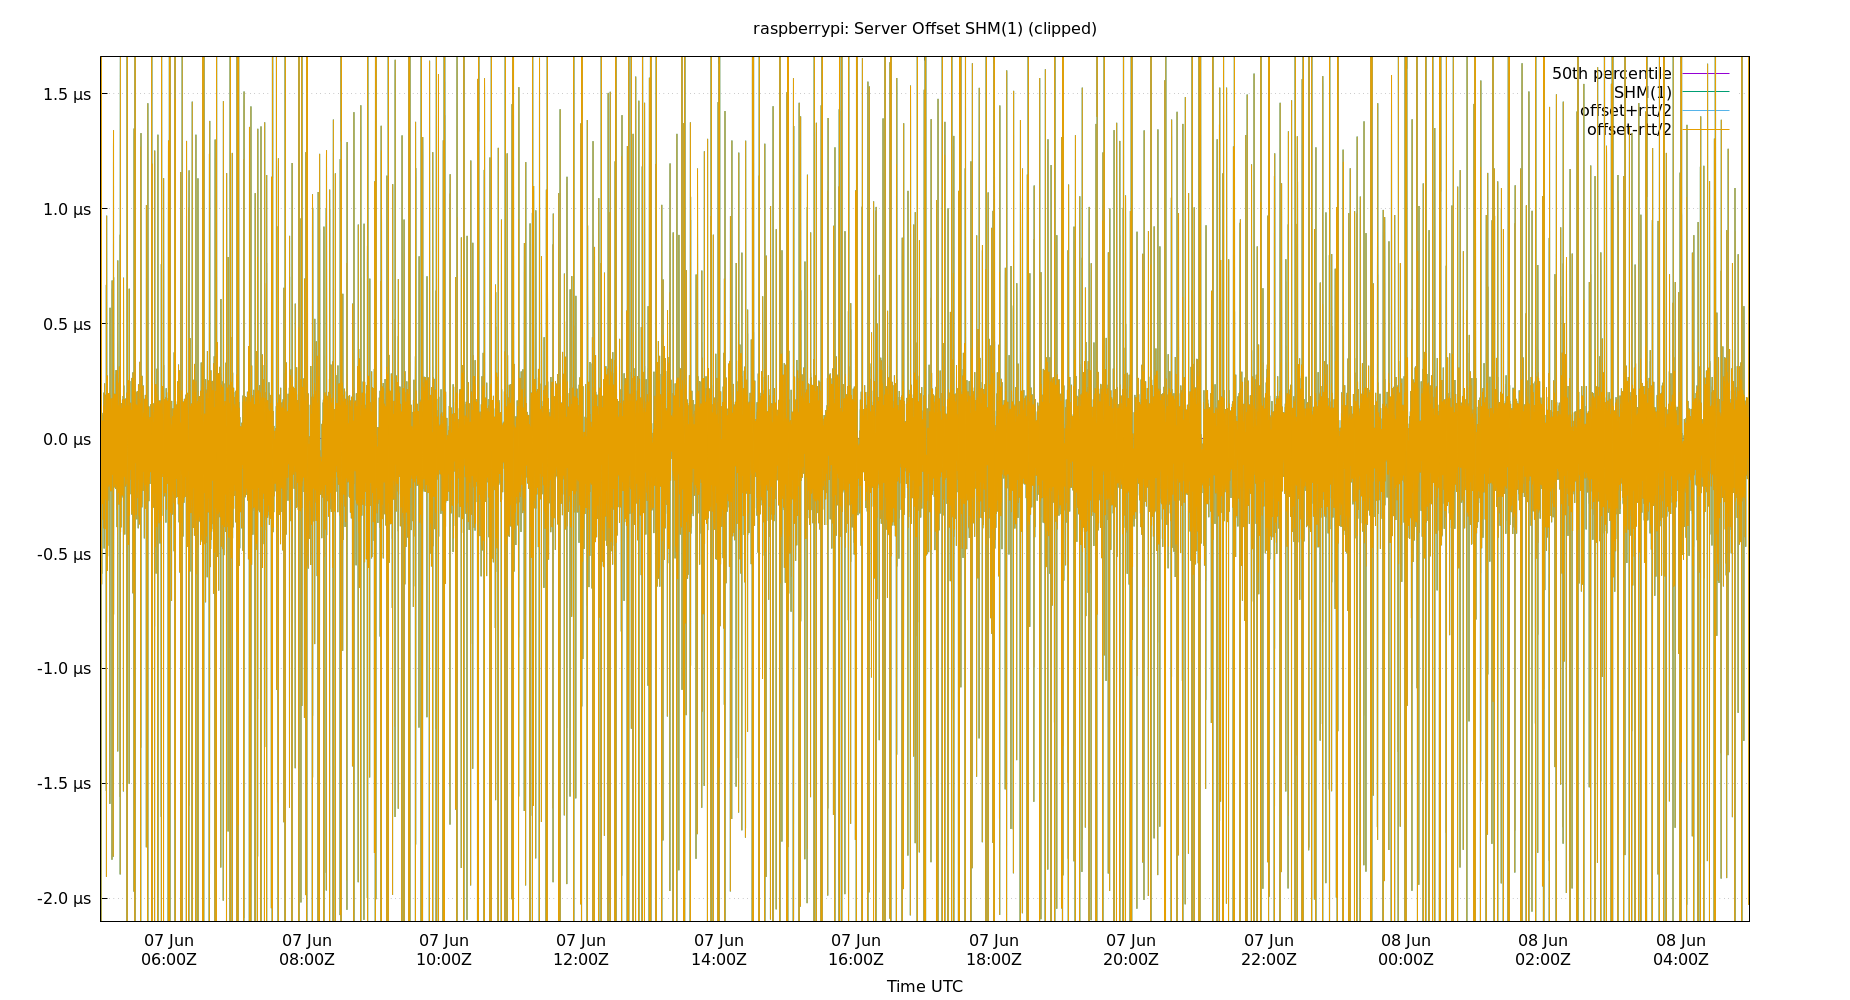 raspberrypi: Server Offset SHM(1) (clipped)
50th percentile
SHM(1)
offset+rtt/2
offset-rtt/2
1.5 µs
1.0 µs
0.5 µs
0.0 µs
-0.5 µs
-1.0 µs
-1.5 µs
-2.0 µs
07 Jun 07 Jun 07 Jun 07 Jun 07 Jun 07 Jun 07 Jun 07 Jun 07 Jun 08 Jun 08 Jun 08 Jun
06:00Z 08:00Z 10:00Z 12:00Z 14:00Z 16:00Z 18:00Z 20:00Z 22:00Z 00:00Z 02:00Z 04:00Z
Time UTC